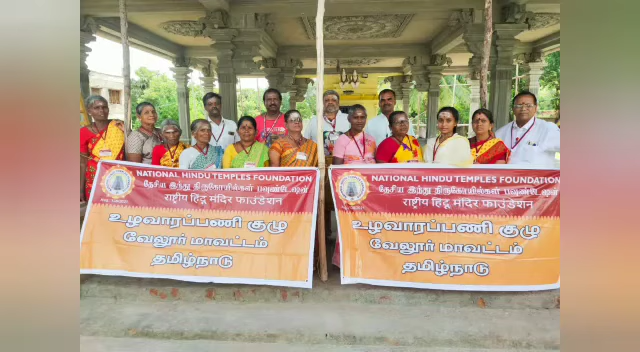 NATIONAL HINDU TEMPLES FOUNDATION
தேசிய இந்து திருகோயில்கள் பவுண்டேஷன்
राष्ट्रिय हिंदू मंदिर फाउंडेशन
உழவாரப்பணி குழு
வேலூர் மாவட்டம்
தமிழ்நாடு
NATIONAL HINDU TEMPLES FOUNDATION
தேசிய இந்து திருகோயில்கள் பவுண்டேஷன்
राष्ट्रिय हिंदू मंदिर फाउंडेशन
உழவாரப்பணி குழு
வேலூர் மாவட்டம்
தமிழ்நாடு